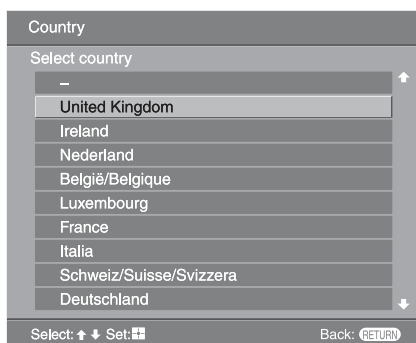 Country
Select country
–
United Kingdom
Ireland
Nederland
België/Belgique
Luxembourg
France
Italia
Schweiz/Suisse/Svizzera
Deutschland
Select: Set: Back: RETURN